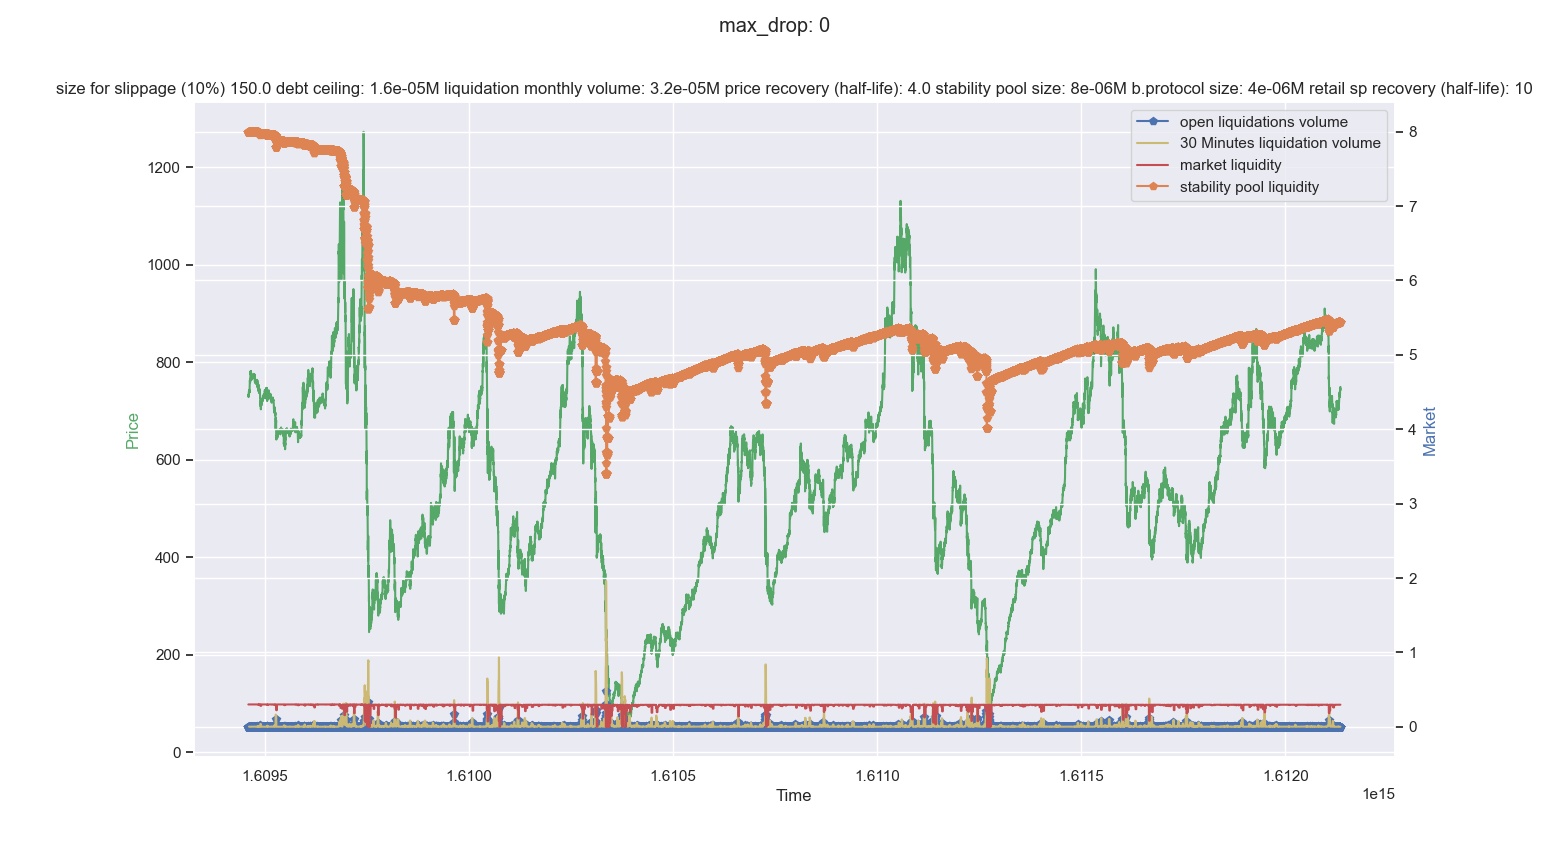 max_drop: 0
size for slippage (10%) 150.0 debt ceiling: 1.6e-05M liquidation monthly volume: 3.2e-05M price recovery (half-life): 4.0 stability pool size: 8e-06M b.protocol size: 4e-06M retail sp recovery (half-life): 10
open liquidations volume
30 Minutes liquidation volume
market liquidity
stability pool liquidity
1200
1000
800
600
400
200
0
Price
8
7
6
5
4
3
2
1
0
Market
1.6095
1.6100
1.6105
1.6110
1.6115
1.6120
1e15
Time